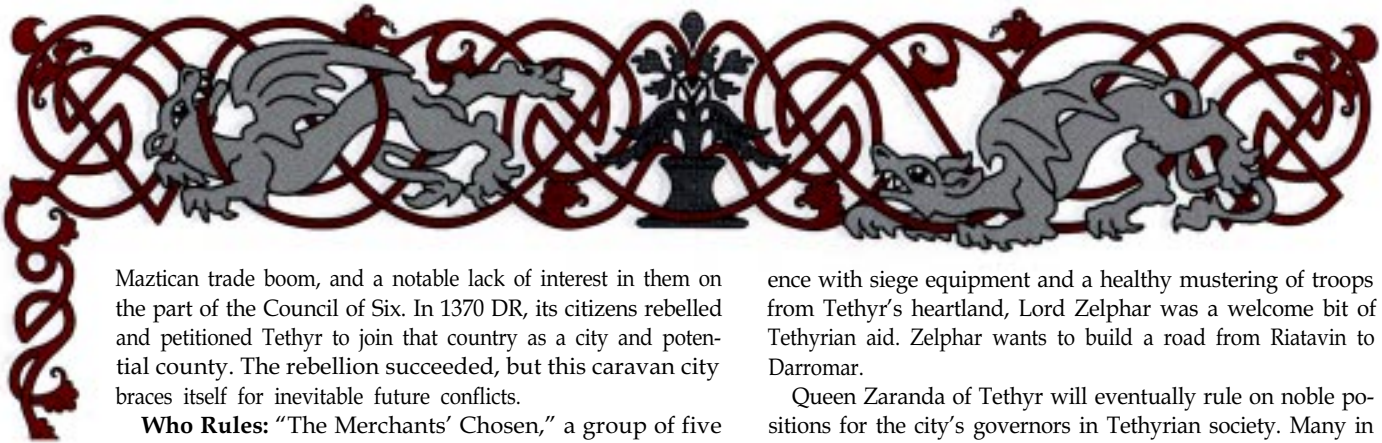 Maztican trade boom, and a notable lack of interest in them on
the part of the Council of Six. In 1370 DR, its citizens rebelled
and petitioned Tethyr to join that country as a city and poten-
tial county. The rebellion succeeded, but this caravan city
braces itself for inevitable future conflicts.
Who Rules: “The Merchants’ Chosen,” a group of five
ence with siege equipment and a healthy mustering of troops
from Tethyr’s heartland, Lord Zelphar was a welcome bit of
Tethyrian aid. Zelphar wants to build a road from Riatavin to
Darromar.
Queen Zaranda of Tethyr will eventually rule on noble po-
sitions for the city’s governors in Tethyrian society. Many in